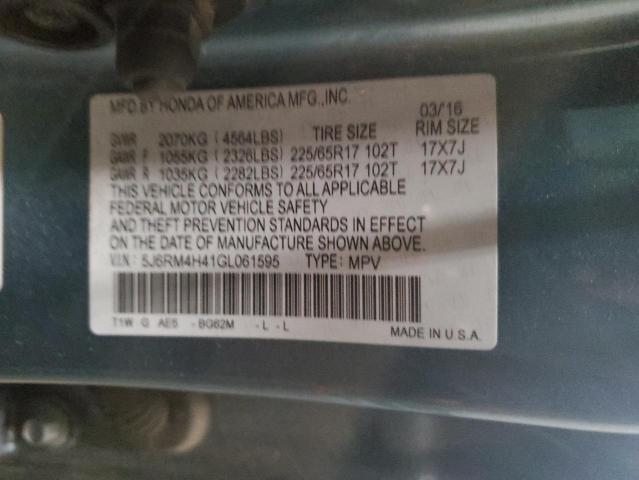 MFD. BY HONDA OF AMERICA MFG., INC. 03/'16
GVWR 2070KG (4564LBS) TIRE SIZE RIM SIZE
GAWR F 1055KG (2326LBS) 225/65R17 102T 17X7J
GAWR R 1035KG (2282LBS) 225/65R17 102T 17X7J
THIS VEHICLE CONFORMS TO ALL APPLICABLE
FEDERAL MOTOR VEHICLE SAFETY
AND THEFT PREVENTION STANDARDS IN EFFECT
ON THE DATE OF MANUFACTURE SHOWN ABOVE.
V.I.N.: 5J6RM4H41GL061595 TYPE: MPV
T1W G AE5 -BG62M -L -L
MADE IN U.S.A.